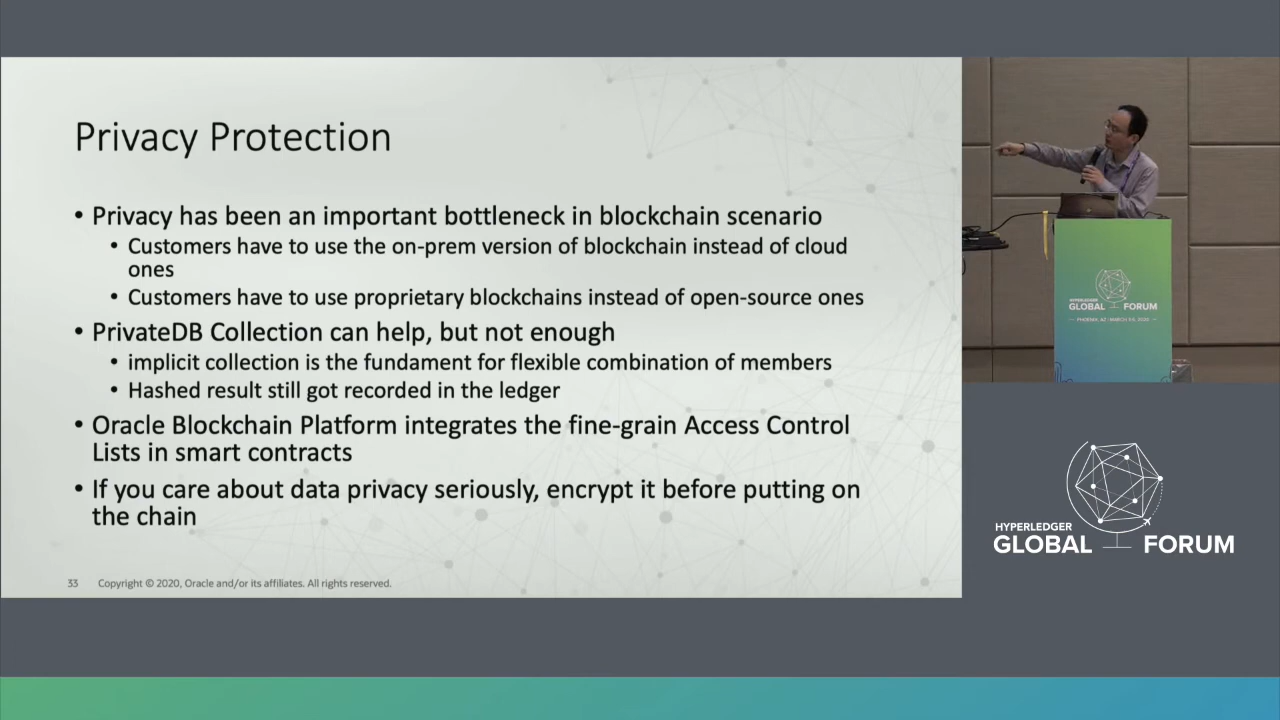 Privacy Protection
• Privacy has been an important bottleneck in blockchain scenario
• Customers have to use the on-prem version of blockchain instead of cloud
ones
• Customers have to use proprietary blockchains instead of open-source ones
• PrivateDB Collection can help, but not enough
• implicit collection is the fundament for flexible combination of members
• Hashed result still got recorded in the ledger
• Oracle Blockchain Platform integrates the fine-grain Access Control
Lists in smart contracts
• If you care about data privacy seriously, encrypt it before putting on
the chain
33 Copyright © 2020, Oracle and/or its affiliates. All rights reserved.
HYPERLEDGER
GLOBAL FORUM
PHOENIX, AZ | MARCH 3-6, 2020
HYPERLEDGER
GLOBAL FORUM